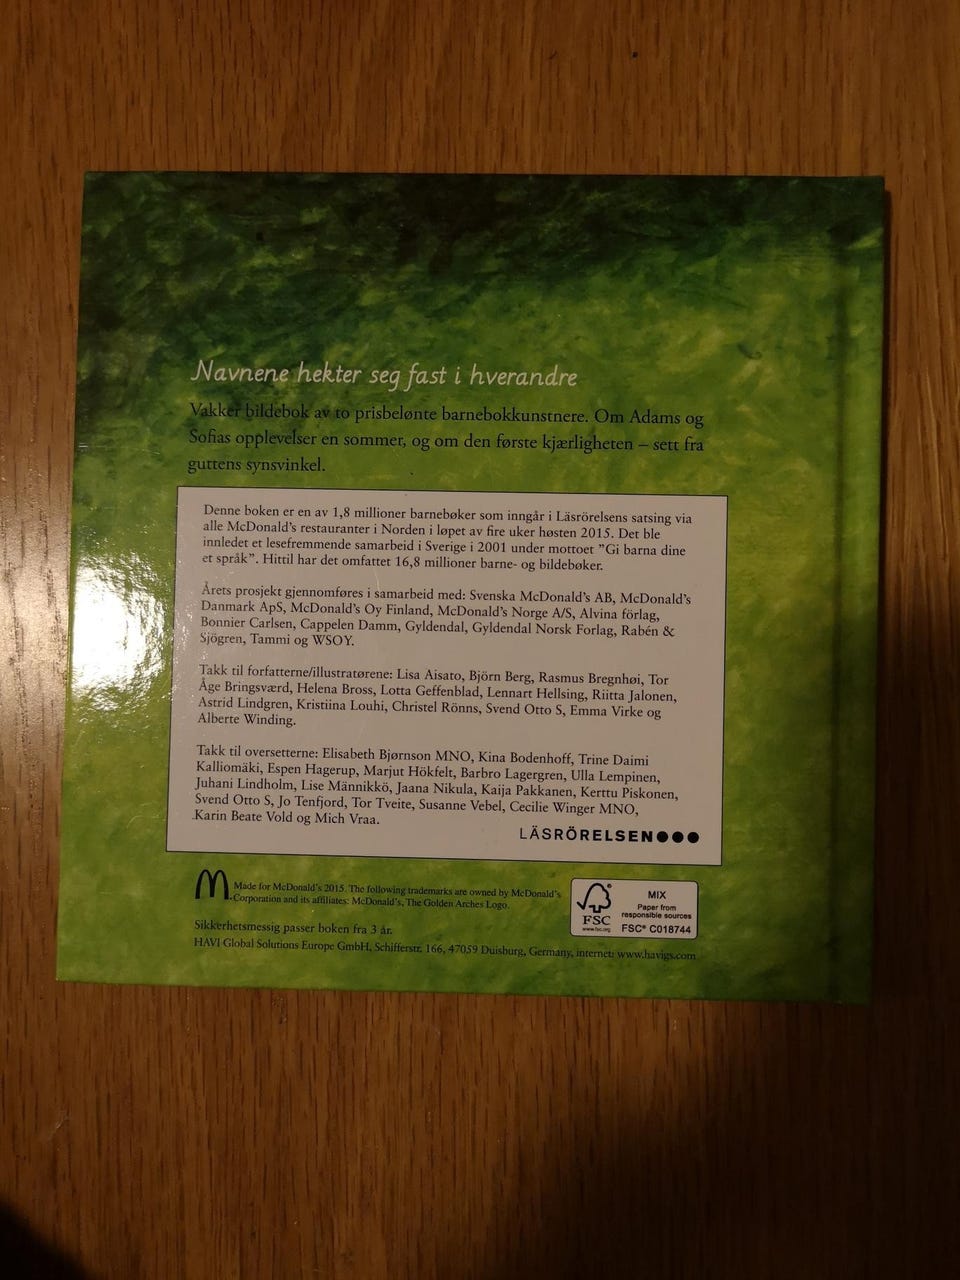 Navnene hekter seg fast i hverandre
Vakker bildebok av to prisbelønte barnebokkunstnere. Om Adams og
Sofias opplevelser en sommer, og om den første kjærligheten – sett fra
guttens synsvinkel.
Denne boken er en av 1,8 millioner barnebøker som inngår i Läsrörelsens satsing via
alle McDonald's restauranter i Norden i løpet av fire uker høsten 2015. Det ble
innledet et lesefremmende samarbeid i Sverige i 2001 under mottoet ”Gi barna dine
et språk”. Hittil har det omfattet 16,8 millioner barne- og bildebøker.
Årets prosjekt gjennomføres i samarbeid med: Svenska McDonald's AB, McDonald's
Danmark ApS, McDonald's Oy Finland, McDonald's Norge A/S, Alvina förlag,
Bonnier Carlsen, Cappelen Damm, Gyldendal, Gyldendal Norsk Forlag, Rabén &
Sjögren, Tammi og WSOY.
Takk til forfatterne/illustratørene: Lisa Aisato, Björn Berg, Rasmus Bregnhøi, Tor
Åge Bringsværd, Helena Bross, Lotta Geffenblad, Lennart Hellsing, Riitta Jalonen,
Astrid Lindgren, Kristiina Louhi, Christel Rönns, Svend Otto S, Emma Virke og
Alberte Winding.
Takk til oversetterne: Elisabeth Bjørnson MNO, Kina Bodenhoff, Trine Daimi
Kalliomäki, Espen Hagerup, Marjut Hökfelt, Barbro Lagergren, Ulla Lempinen,
Juhani Lindholm, Lise Männikkö, Jaana Nikula, Kaija Pakkanen, Kerttu Piskonen,
Svend Otto S, Jo Tenfjord, Tor Tveite, Susanne Vebel, Cecilie Winger MNO,
Karin Beate Vold og Mich Vraa.
LÄSRÖRELSEN●●●
Made for McDonald's 2015. The following trademarks are owned by McDonald's
Corporation and its affiliates: McDonald's, The Golden Arches Logo.
Sikkerhetsmessig passer boken fra 3 år.
HAVI Global Solutions Europe GmbH, Schifferstr. 166, 47059 Duisburg, Germany, internet: www.havigs.com
FSC
www.fsc.org
MIX
Paper from
responsible sources
FSC® C018744